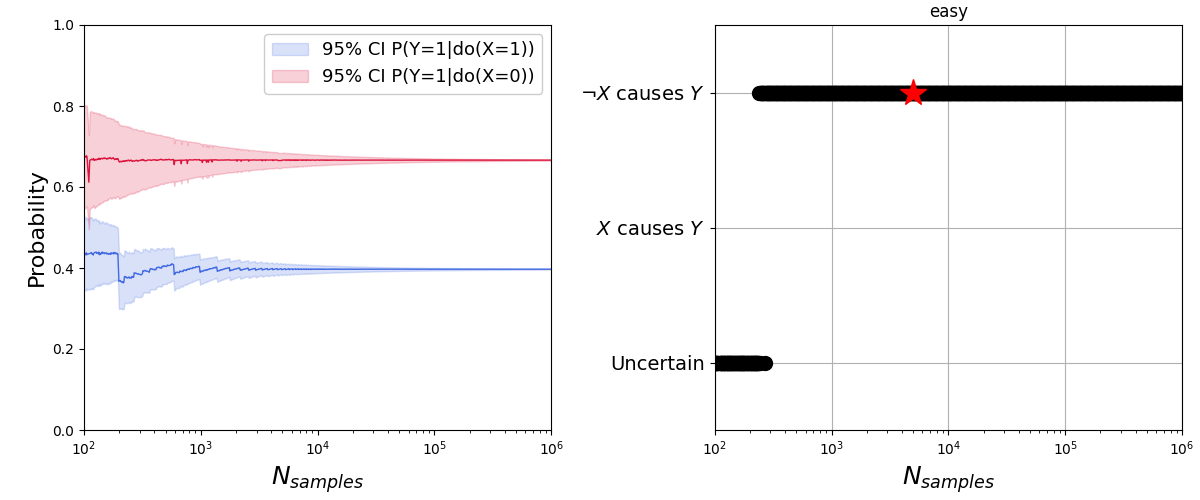 easy
1.0
0.8
0.6
0.4
0.2
0.0
Probability
95% CI P(Y=1|do(X=1))
95% CI P(Y=1|do(X=0))
10²
10³
10⁴
10⁵
10⁶
N_samples
¬X causes Y
X causes Y
Uncertain
10²
10³
10⁴
10⁵
10⁶
N_samples